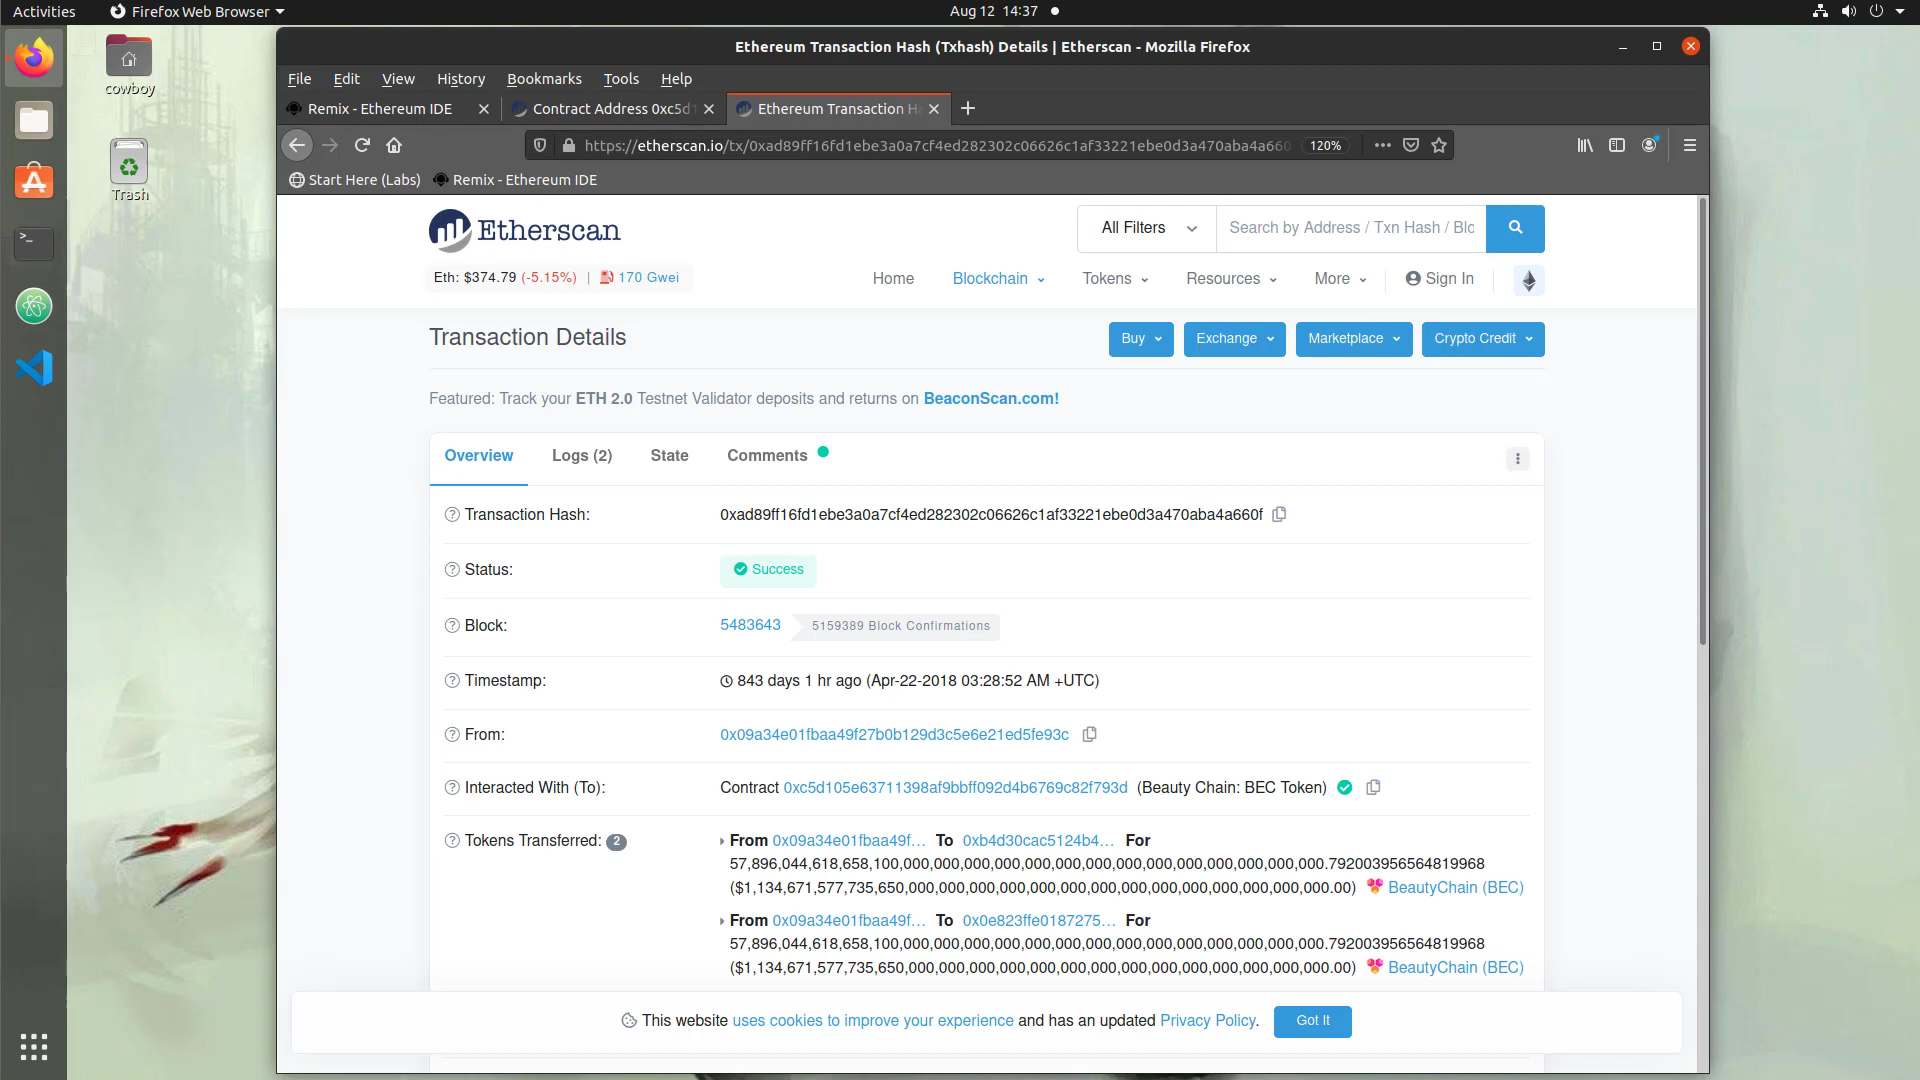 Activities
Firefox Web Browser
Aug 12 14:37
cowboy
Trash
Ethereum Transaction Hash (Txhash) Details | Etherscan - Mozilla Firefox
File Edit View History Bookmarks Tools Help
Remix - Ethereum IDE
Contract Address 0xc5d1
Ethereum Transaction Ha
https://etherscan.io/tx/0xad89ff16fd1ebe3a0a7cf4ed282302c06626c1af33221ebe0d3a470aba4a660 120%
Start Here (Labs) Remix - Ethereum IDE
Etherscan
All Filters
Search by Address / Txn Hash / Blo
Eth: $374.79 (-5.15%) | 170 Gwei
Home Blockchain Tokens Resources More Sign In
Transaction Details
Buy Exchange Marketplace Crypto Credit
Featured: Track your ETH 2.0 Testnet Validator deposits and returns on BeaconScan.com!
Overview Logs (2) State Comments
Transaction Hash: 0xad89ff16fd1ebe3a0a7cf4ed282302c06626c1af33221ebe0d3a470aba4a660f
Status: Success
Block: 5483643 5159389 Block Confirmations
Timestamp: 843 days 1 hr ago (Apr-22-2018 03:28:52 AM +UTC)
From: 0x09a34e01fbaa49f27b0b129d3c5e6e21ed5fe93c
Interacted With (To): Contract 0xc5d105e63711398af9bbff092d4b6769c82f793d (Beauty Chain: BEC Token)
Tokens Transferred: 2 From 0x09a34e01fbaa49f… To 0xb4d30cac5124b4… For
57,896,044,618,658,100,000,000,000,000,000,000,000,000,000,000,000,000,000,000.792003956564819968
($1,134,671,577,735,650,000,000,000,000,000,000,000,000,000,000,000,000,000,000.00) BeautyChain (BEC)
From 0x09a34e01fbaa49f… To 0x0e823ffe0187275… For
57,896,044,618,658,100,000,000,000,000,000,000,000,000,000,000,000,000,000,000.792003956564819968
($1,134,671,577,735,650,000,000,000,000,000,000,000,000,000,000,000,000,000,000.00) BeautyChain (BEC)
This website uses cookies to improve your experience and has an updated Privacy Policy. Got It